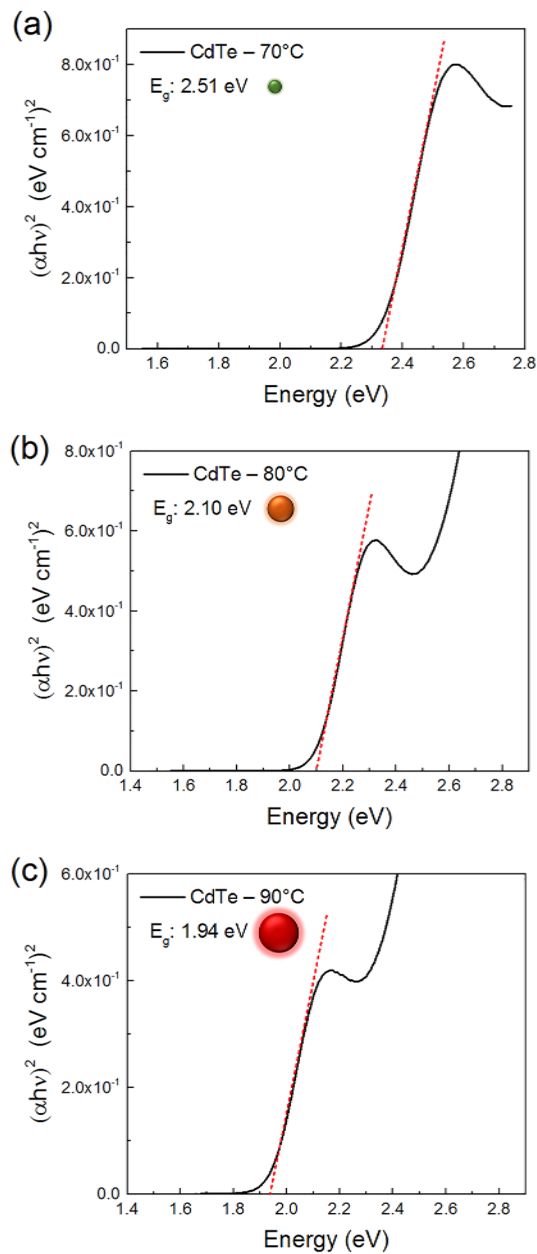 (a)
CdTe – 70°C
E_g: 2.51 eV
8.0x10⁻¹
6.0x10⁻¹
4.0x10⁻¹
2.0x10⁻¹
0.0
(αhν)² (eV cm⁻¹)²
1.6 2.0 2.2 2.4 2.6 2.8
Energy (eV)
(b)
8.0x10⁻¹
CdTe – 80°C
E_g: 2.10 eV
6.0x10⁻¹
4.0x10⁻¹
2.0x10⁻¹
0.0
(αhν)² (eV cm⁻¹)²
1.4 1.6 1.8 2.0 2.2 2.4 2.6 2.8
Energy (eV)
(c)
6.0x10⁻¹
CdTe – 90°C
E_g: 1.94 eV
4.0x10⁻¹
2.0x10⁻¹
0.0
(αhν)² (eV cm⁻¹)²
1.4 1.6 1.8 2.0 2.2 2.4 2.6 2.8
Energy (eV)